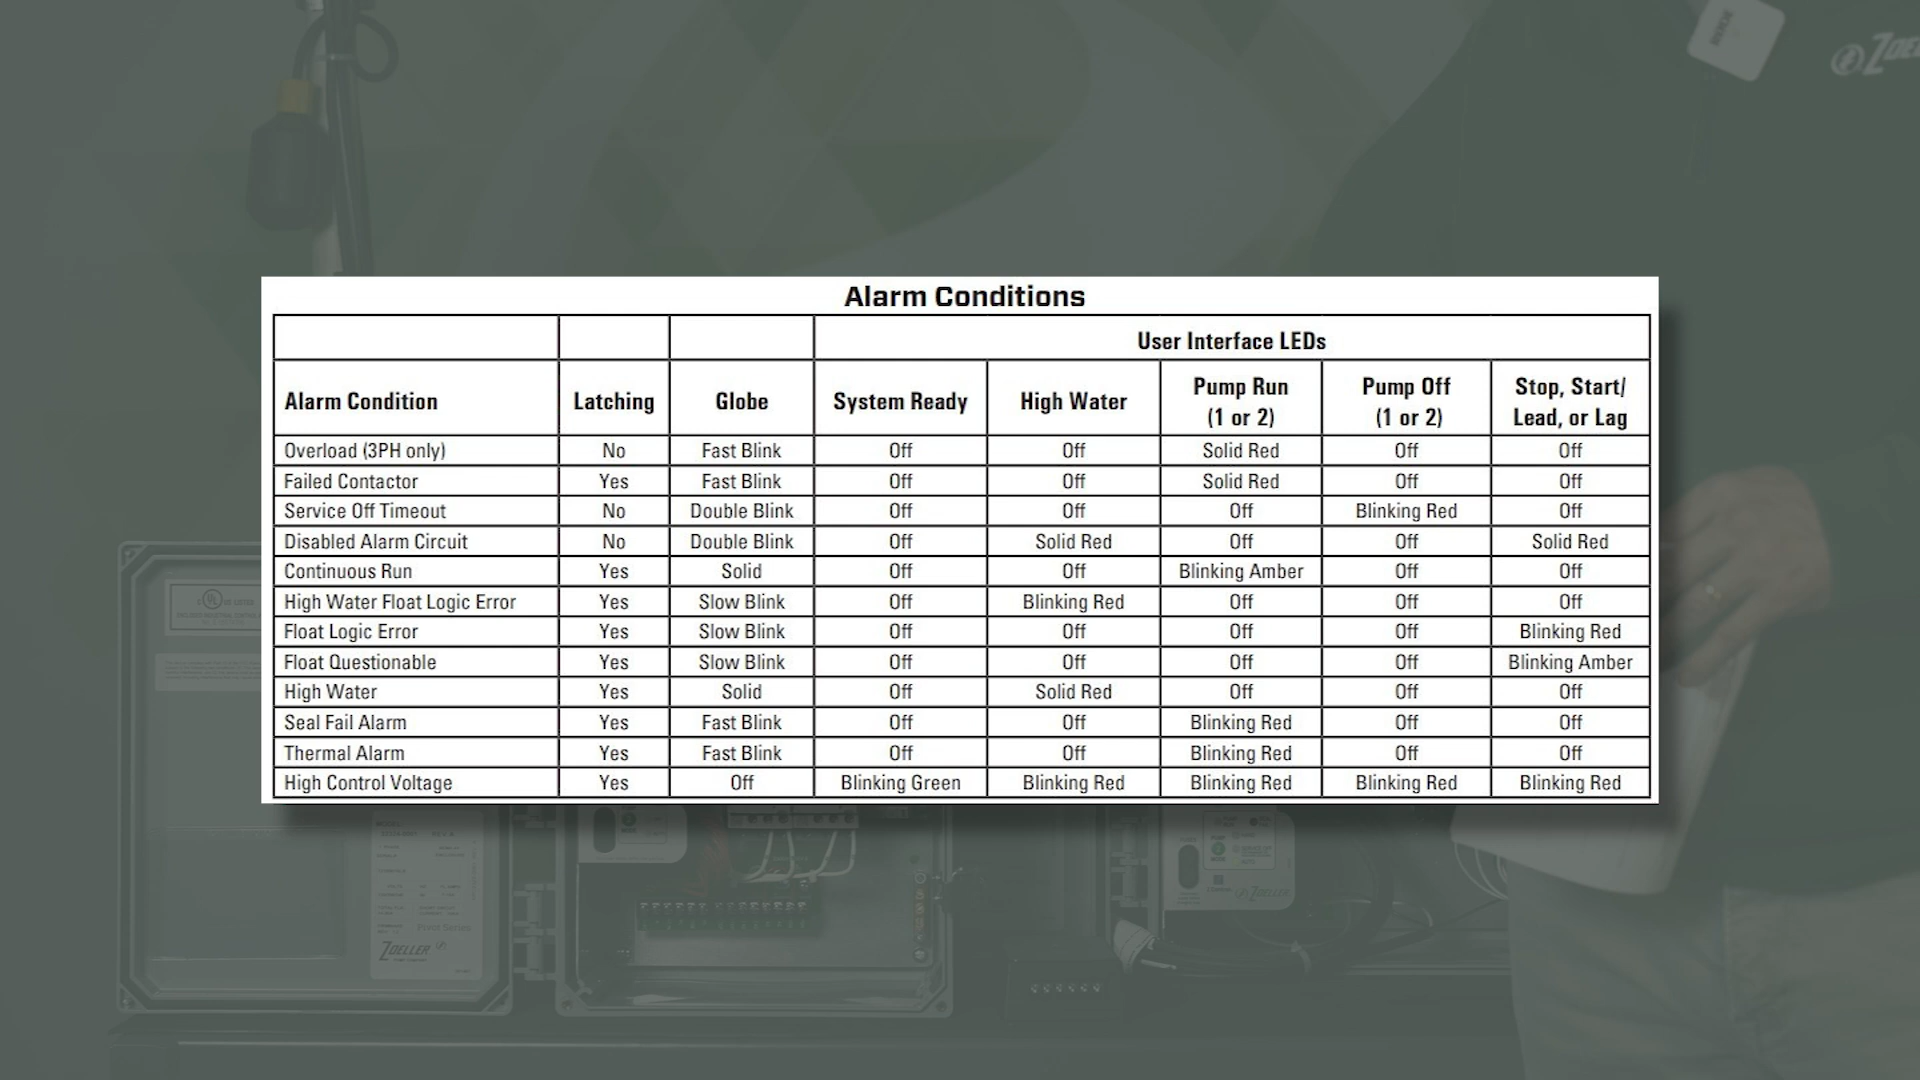 Alarm Conditions
User Interface LEDs
Alarm Condition Latching Globe System Ready High Water Pump Run (1 or 2) Pump Off (1 or 2) Stop, Start/ Lead, or Lag
Overload (3PH only) No Fast Blink Off Off Solid Red Off Off
Failed Contactor Yes Fast Blink Off Off Solid Red Off Off
Service Off Timeout No Double Blink Off Off Off Blinking Red Off
Disabled Alarm Circuit No Double Blink Off Solid Red Off Off Solid Red
Continuous Run Yes Solid Off Off Blinking Amber Off Off
High Water Float Logic Error Yes Slow Blink Off Blinking Red Off Off Off
Float Logic Error Yes Slow Blink Off Off Off Off Blinking Red
Float Questionable Yes Slow Blink Off Off Off Off Blinking Amber
High Water Yes Solid Off Solid Red Off Off Off
Seal Fail Alarm Yes Fast Blink Off Off Blinking Red Off Off
Thermal Alarm Yes Fast Blink Off Off Blinking Red Off Off
High Control Voltage Yes Off Blinking Green Blinking Red Blinking Red Blinking Red Blinking Red
ZOELLER
ZOELLER